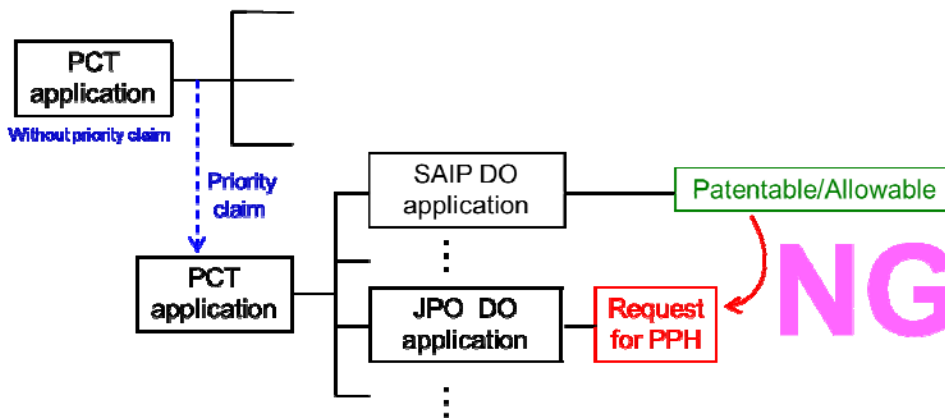 PCT
application
Without priority claim
Priority
claim
SAIP DO
application
Patentable/Allowable
PCT
application
JPO DO
application
Request
for PPH
NG